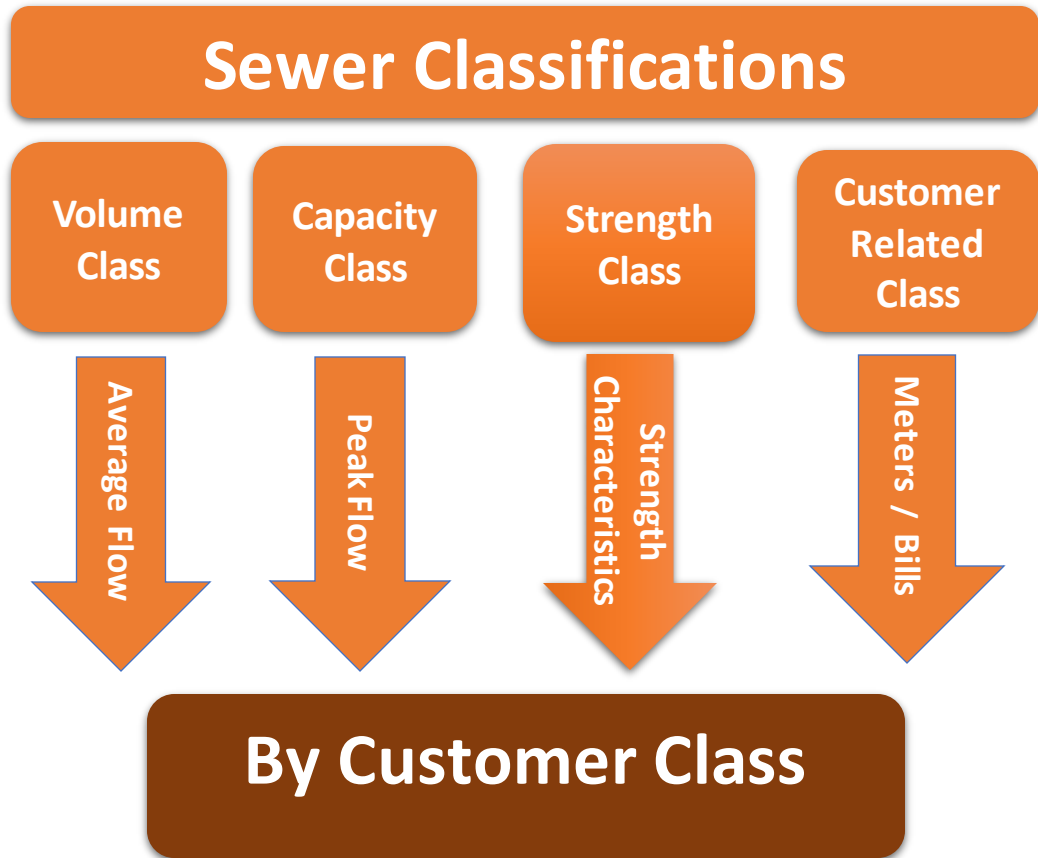 Sewer Classifications
Volume
Class
Capacity
Class
Strength
Class
Customer
Related
Class
Average Flow
Peak Flow
Strength
Characteristics
Meters / Bills
By Customer Class